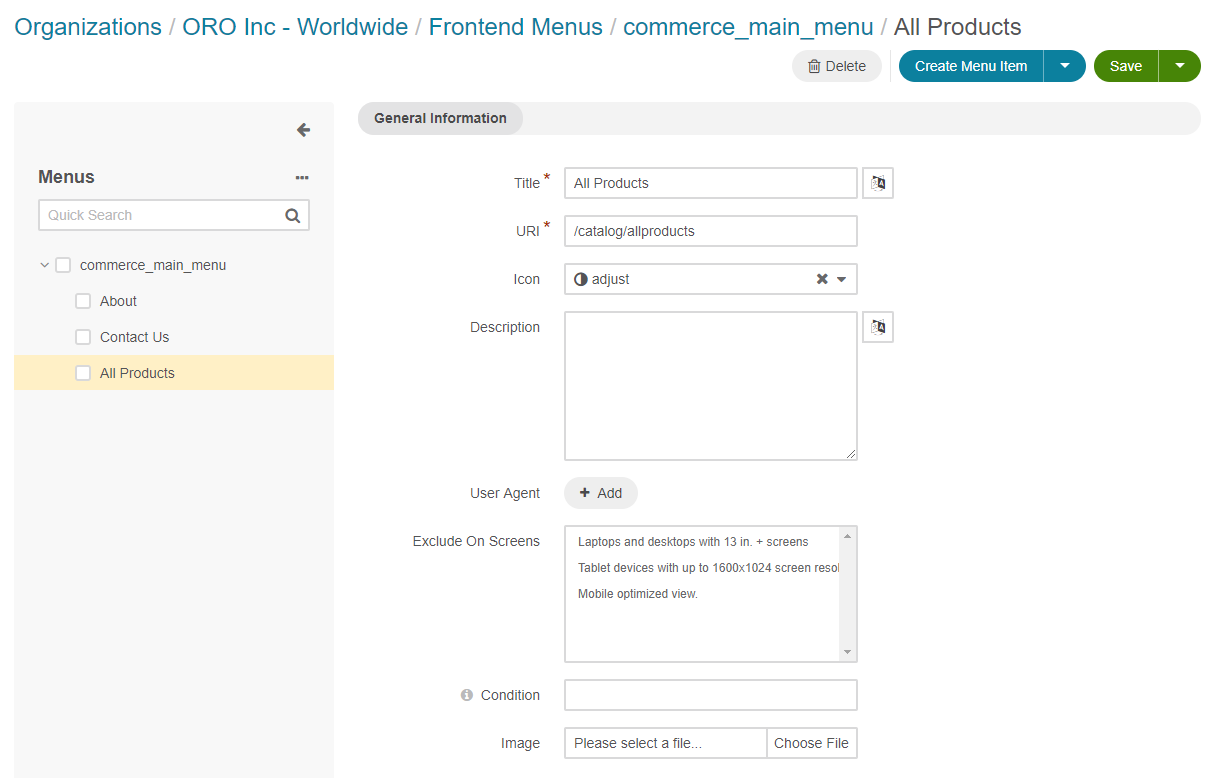 Organizations / ORO Inc - Worldwide / Frontend Menus / commerce_main_menu / All Products
Delete
Create Menu Item
Save
General Information
Menus
Quick Search
commerce_main_menu
About
Contact Us
All Products
Title *
All Products
URI *
/catalog/allproducts
Icon
adjust
Description
User Agent
+ Add
Exclude On Screens
Laptops and desktops with 13 in. + screens
Tablet devices with up to 1600x1024 screen resol
Mobile optimized view.
Condition
Image
Please select a file...
Choose File